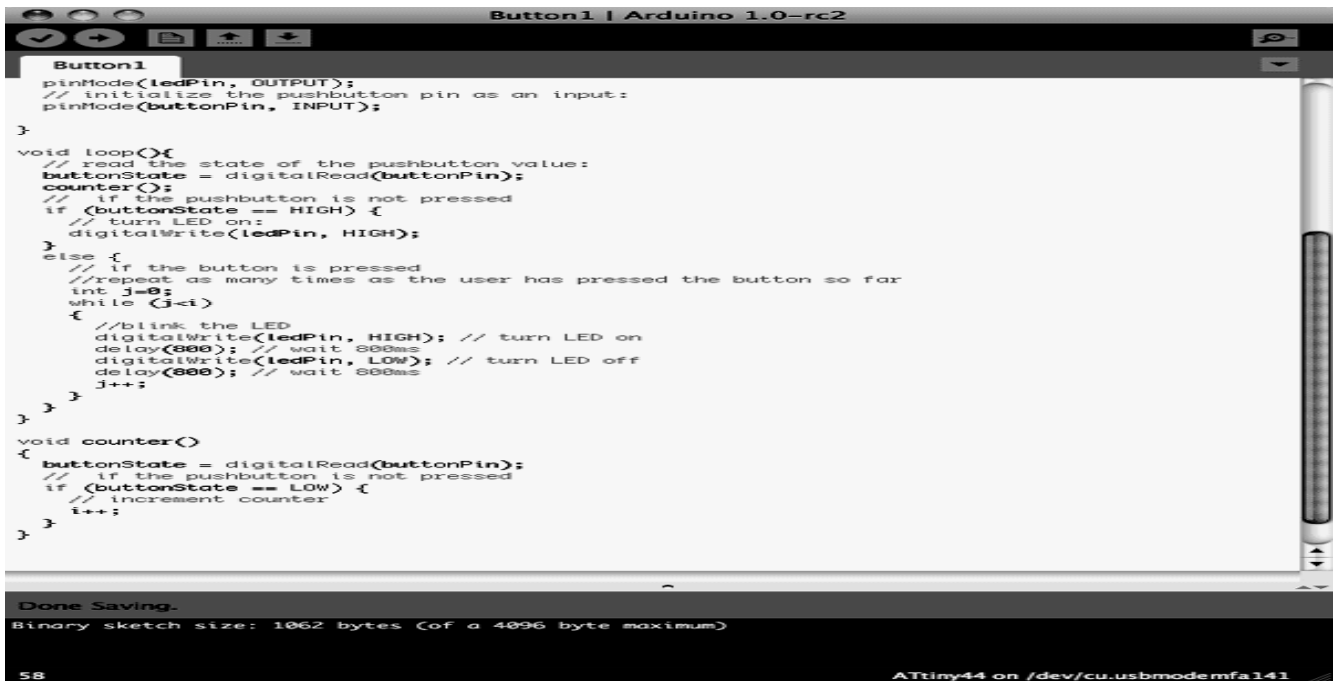 Button1 | Arduino 1.0-rc2
Button1
pinMode(ledPin, OUTPUT);
// initialize the pushbutton pin as an input:
pinMode(buttonPin, INPUT);
}
void loop(){
// read the state of the pushbutton value:
buttonState = digitalRead(buttonPin);
counter();
//  if the pushbutton is not pressed
if (buttonState == HIGH) {
// turn LED on:
digitalWrite(ledPin, HIGH);
}
else {
// if the button is pressed
//repeat as many times as the user has pressed the button so far
int j=0;
while (j<i)
{
//blink the LED
digitalWrite(ledPin, HIGH); // turn LED on
delay(800); // wait 800ms
digitalWrite(ledPin, LOW); // turn LED off
delay(800); // wait 800ms
j++;
}
}
}
void counter()
{
buttonState = digitalRead(buttonPin);
//  if the pushbutton is not pressed
if (buttonState == LOW) {
// increment counter
i++;
}
}
Done Saving.
Binary sketch size: 1062 bytes (of a 4096 byte maximum)
58 ATtiny44 on /dev/cu.usbmodemfa141